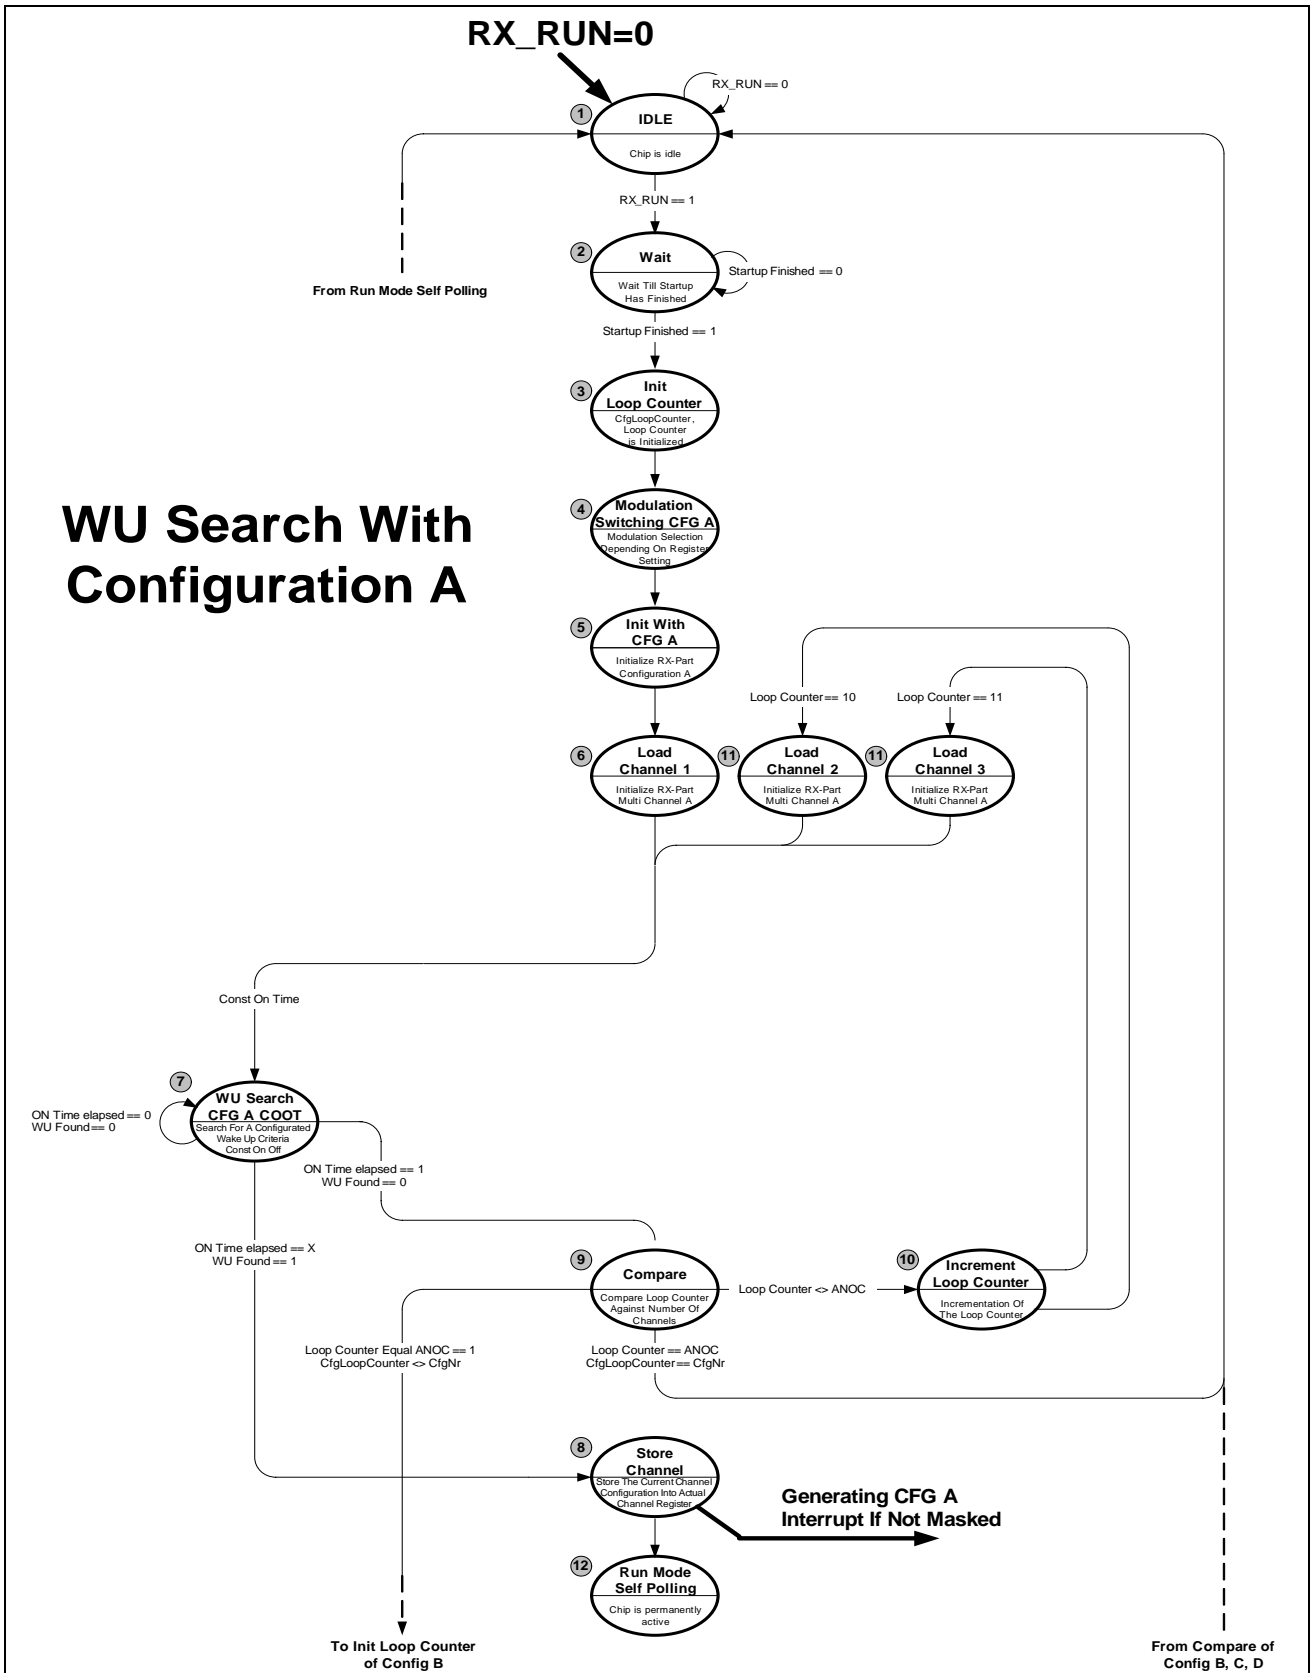 RX_RUN=0
RX_RUN == 0
1
IDLE
Chip is idle
RX_RUN == 1
2
Wait
Startup Finished == 0
Wait Till Startup
Has Finished
From Run Mode Self Polling
Startup Finished == 1
3
Init
Loop Counter
CfgLoopCounter,
Loop Counter
is Initialized
WU Search With
Configuration A
4
Modulation
Switching CFG A
Modulation Selection
Depending On Register
Setting
5
Init With
CFG A
Initialize RX-Part
Configuration A
Loop Counter == 10
Loop Counter == 11
6
Load
Channel 1
Initialize RX-Part
Multi Channel A
11
Load
Channel 2
Initialize RX-Part
Multi Channel A
11
Load
Channel 3
Initialize RX-Part
Multi Channel A
Const On Time
7
WU Search
CFG A COOT
Search For A Configurated
Wake Up Criteria
Const On Off
ON Time elapsed == 0
WU Found == 0
ON Time elapsed == 1
WU Found == 0
ON Time elapsed == X
WU Found == 1
9
Compare
Compare Loop Counter
Against Number Of
Channels
Loop Counter <> ANOC
10
Increment
Loop Counter
Incrementation Of
The Loop Counter
Loop Counter Equal ANOC == 1
CfgLoopCounter <> CfgNr
Loop Counter == ANOC
CfgLoopCounter == CfgNr
8
Store
Channel
Store The Current Channel
Configuration Into Actual
Channel Register
Generating CFG A
Interrupt If Not Masked
12
Run Mode
Self Polling
Chip is permanently
active
To Init Loop Counter
of Config B
From Compare of
Config B, C, D